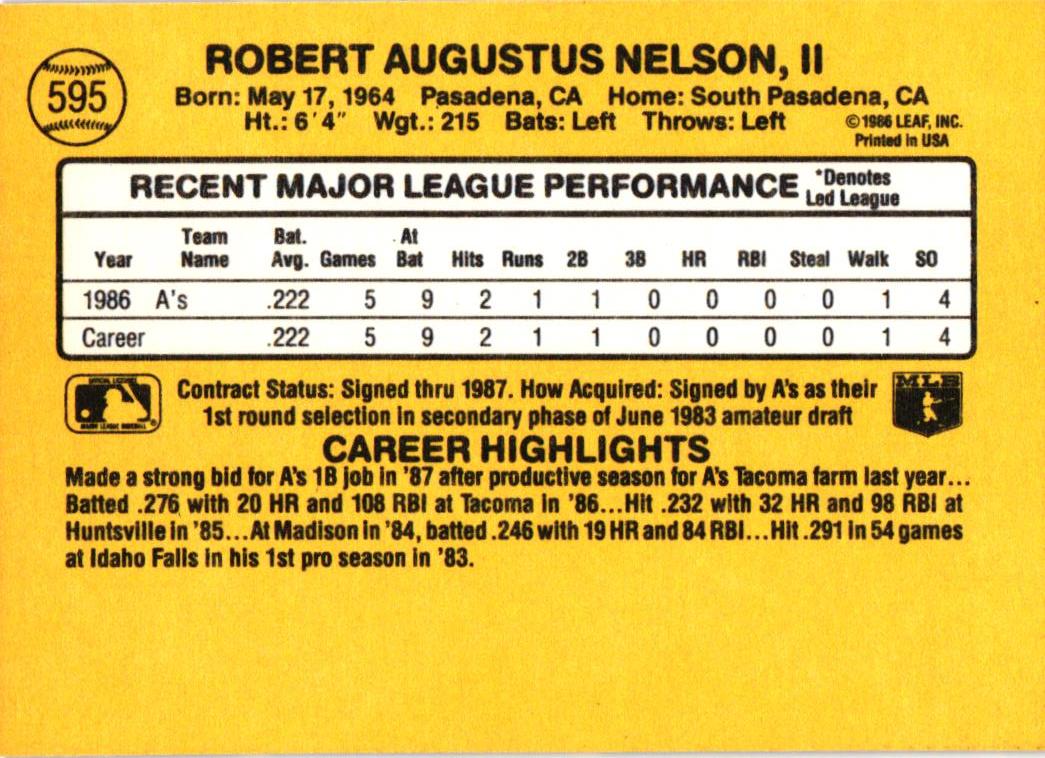 595
ROBERT AUGUSTUS NELSON, II
Born: May 17, 1964 Pasadena, CA Home: South Pasadena, CA
Ht.: 6'4" Wgt.: 215 Bats: Left Throws: Left
©1986 LEAF, INC.
Printed in USA
RECENT MAJOR LEAGUE PERFORMANCE *Denotes Led League
Year Team Name Bat. Avg. Games At Bat Hits Runs 2B 3B HR RBI Steal Walk SO
1986 A's .222 5 9 2 1 1 0 0 0 0 1 4
Career .222 5 9 2 1 1 0 0 0 0 1 4
MLB
Contract Status: Signed thru 1987. How Acquired: Signed by A's as their
1st round selection in secondary phase of June 1983 amateur draft
CAREER HIGHLIGHTS
Made a strong bid for A's 1B job in '87 after productive season for A's Tacoma farm last year...
Batted .276 with 20 HR and 108 RBI at Tacoma in '86...Hit .232 with 32 HR and 98 RBI at
Huntsville in '85...At Madison in '84, batted .246 with 19 HR and 84 RBI...Hit .291 in 54 games
at Idaho Falls in his 1st pro season in '83.